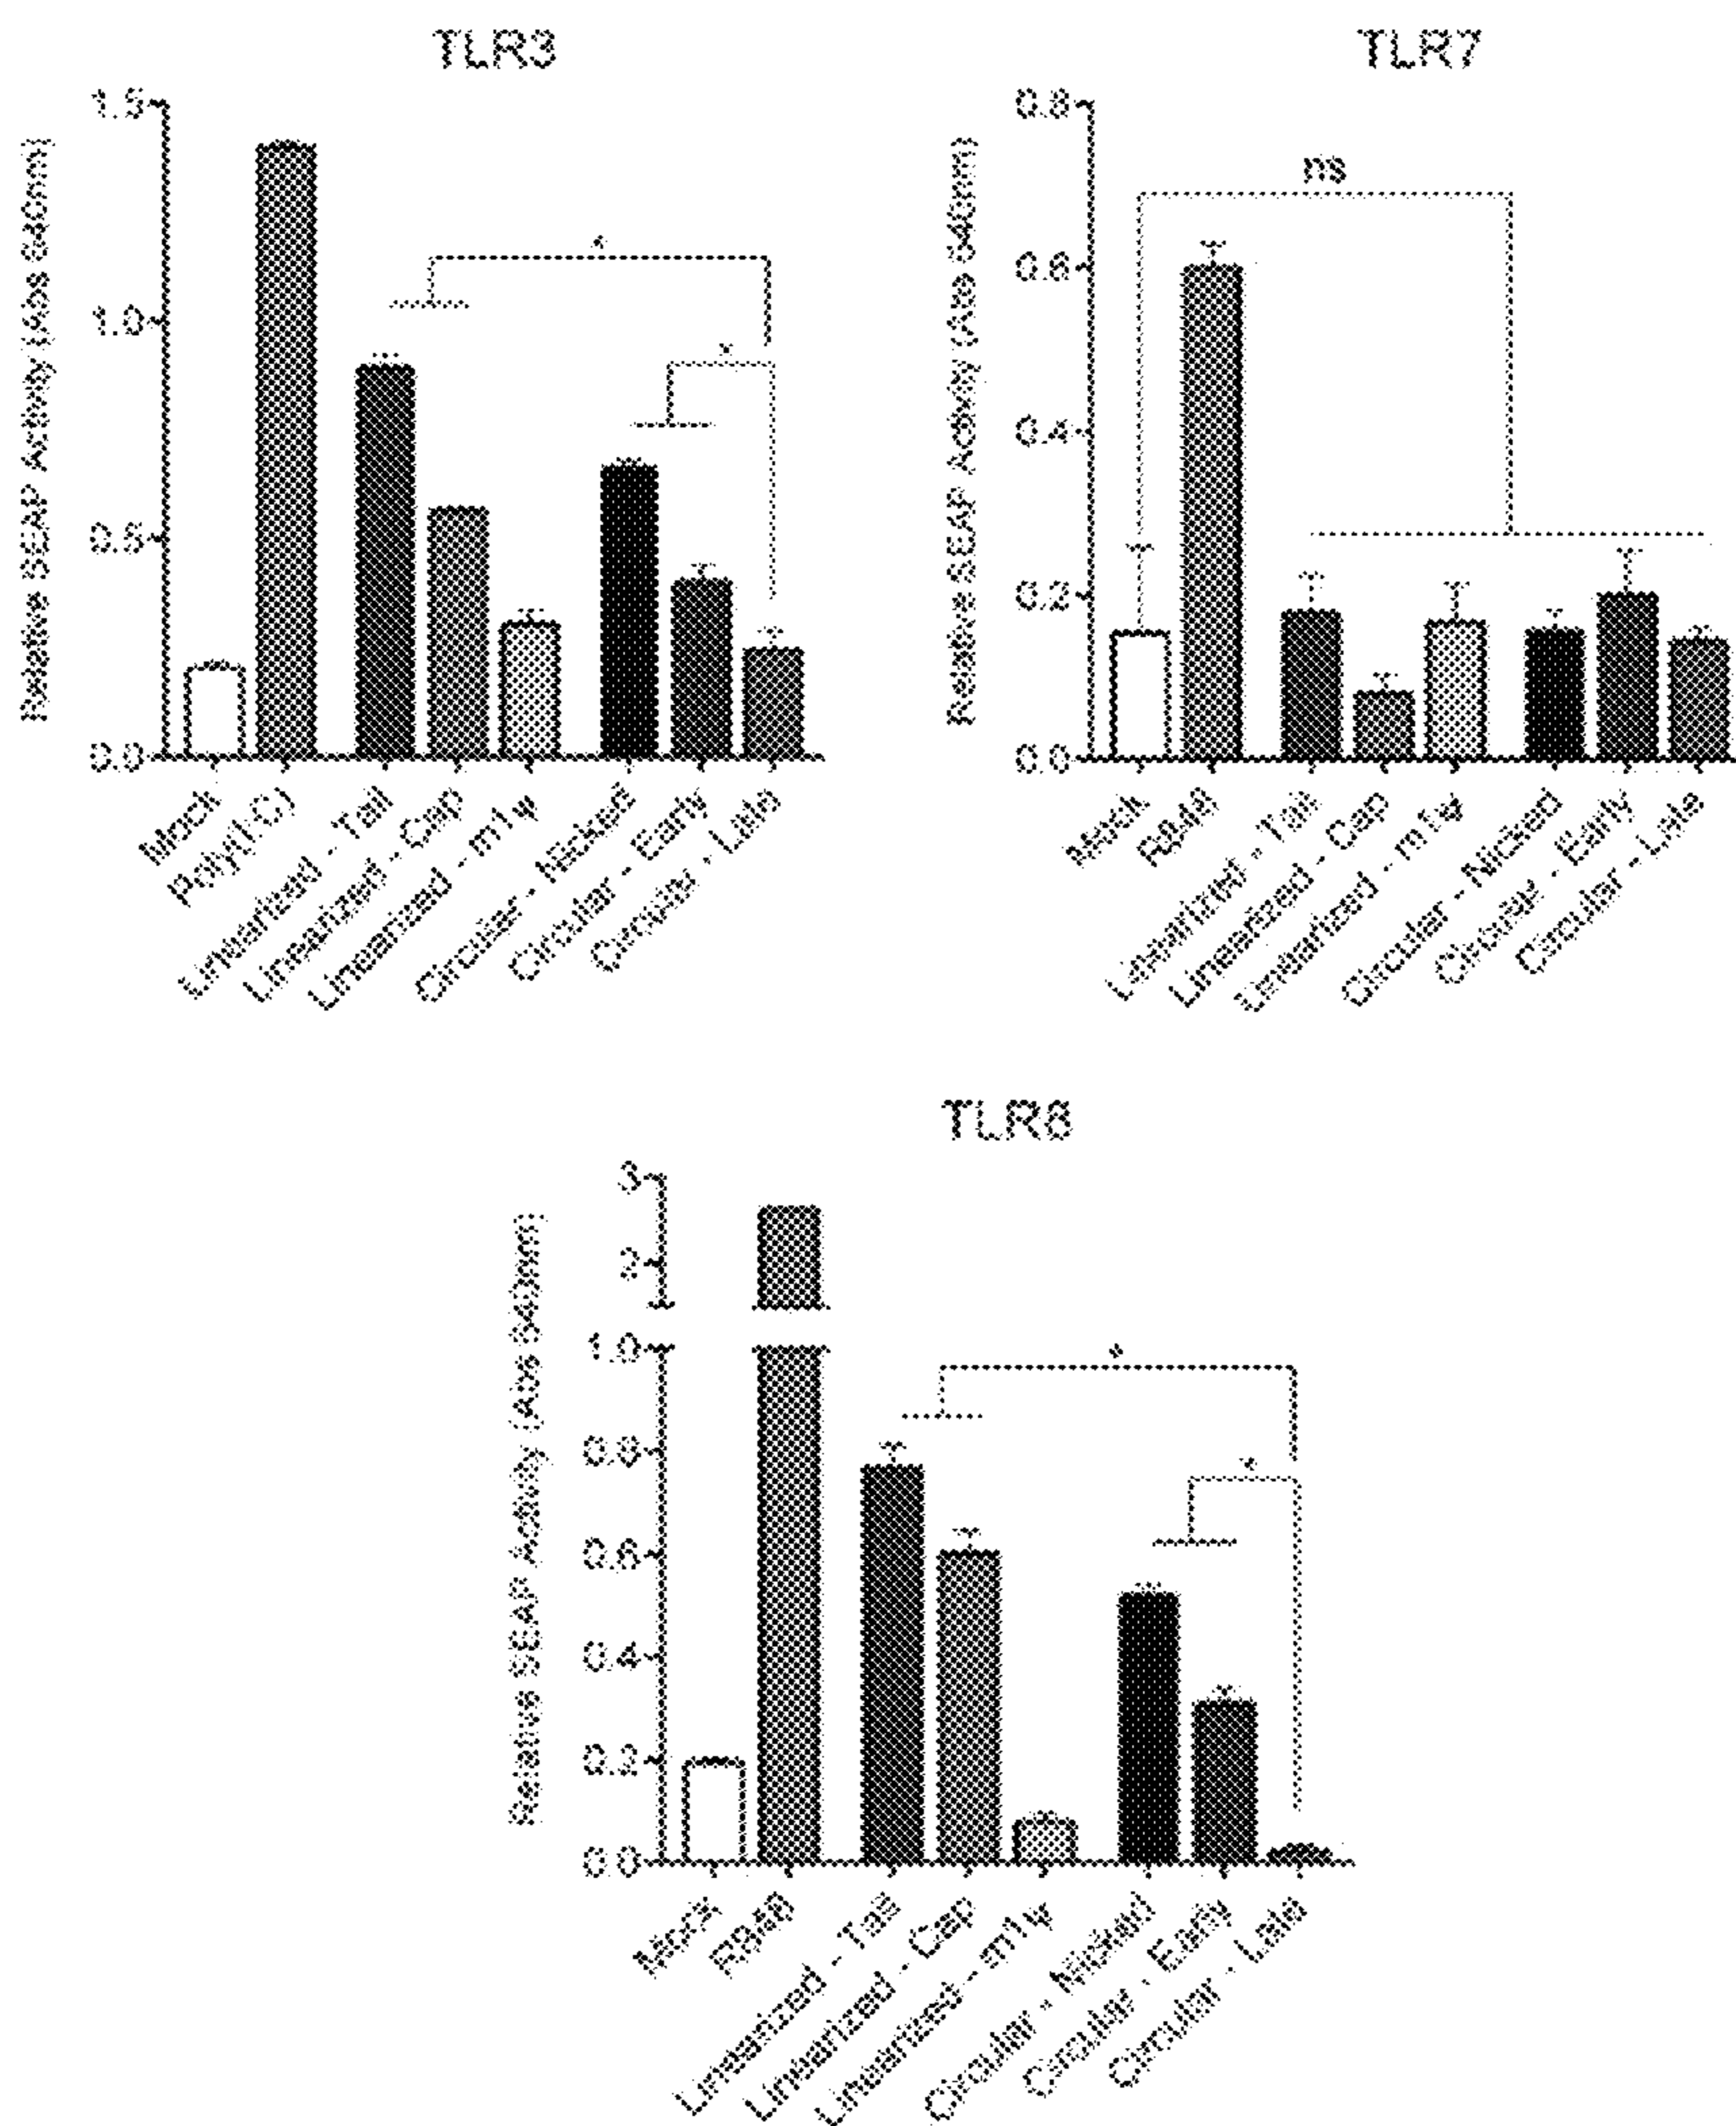 TLR3
Relative SEAP Activity (Abs 640nm)
1.5
1.0
0.5
0.0
*
*
Mock
Poly(I:C)
Linearized - Tail
Linearized - Cap
Linearized - m1ψ
Circular - Nicked
Circular - Early
Circular - Late
TLR7
Relative SEAP Activity (Abs 640nm)
0.8
0.6
0.4
0.2
0.0
ns
Mock
R848
Linearized - Tail
Linearized - Cap
Linearized - m1ψ
Circular - Nicked
Circular - Early
Circular - Late
TLR8
Relative SEAP Activity (Abs 640nm)
3
2
1.0
0.8
0.6
0.4
0.2
0.0
*
*
Mock
R848
Linearized - Tail
Linearized - Cap
Linearized - m1ψ
Circular - Nicked
Circular - Early
Circular - Late